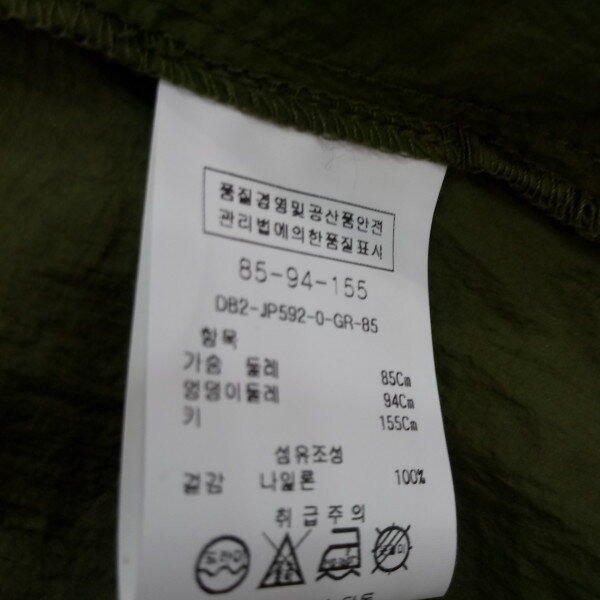 품질경영및공산품안전
관리법에의한품질표시
85-94-155
DB2-JP592-0-GR-85
항목
가슴 둘레 85Cm
엉덩이둘레 94Cm
키 155Cm
섬유조성
겉감 나일론 100%
취급주의
드라이